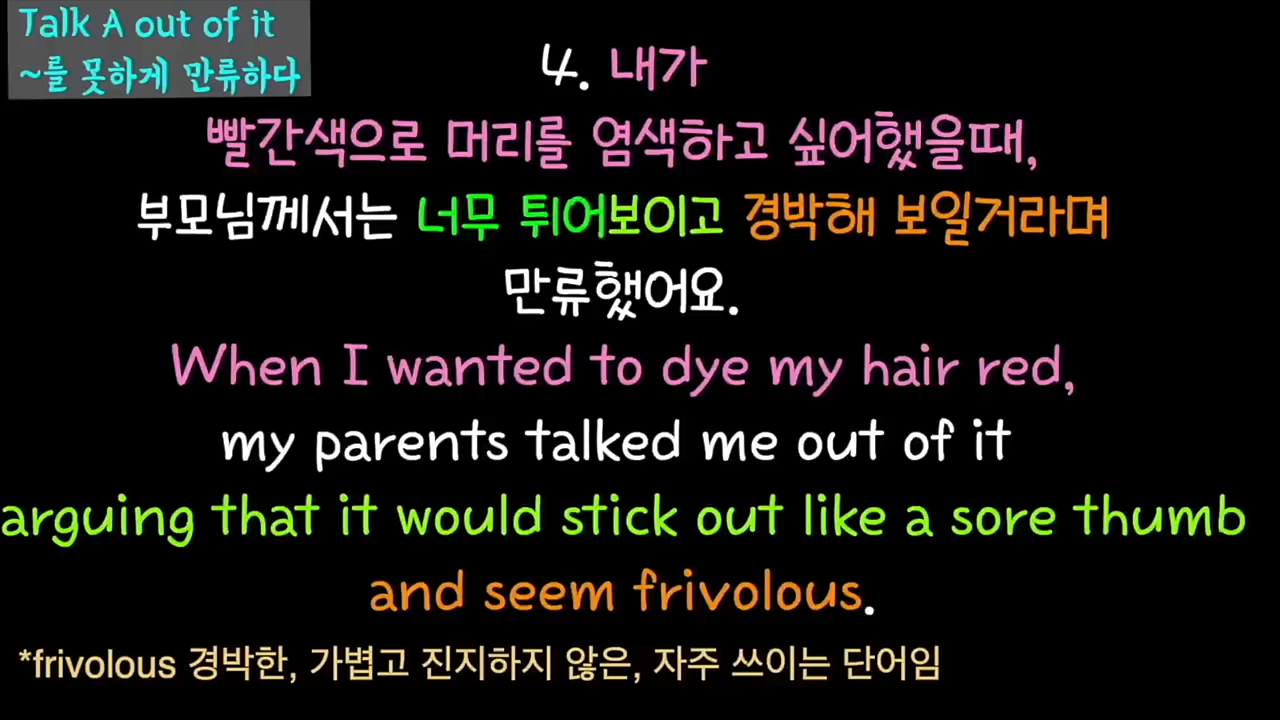 Talk A out of it
~를 못하게 만류하다
4. 내가
빨간색으로 머리를 염색하고 싶어했을때,
부모님께서는 너무 튀어보이고 경박해 보일거라며
만류했어요.
When I wanted to dye my hair red,
my parents talked me out of it
arguing that it would stick out like a sore thumb
and seem frivolous.
*frivolous 경박한, 가볍고 진지하지 않은, 자주 쓰이는 단어임